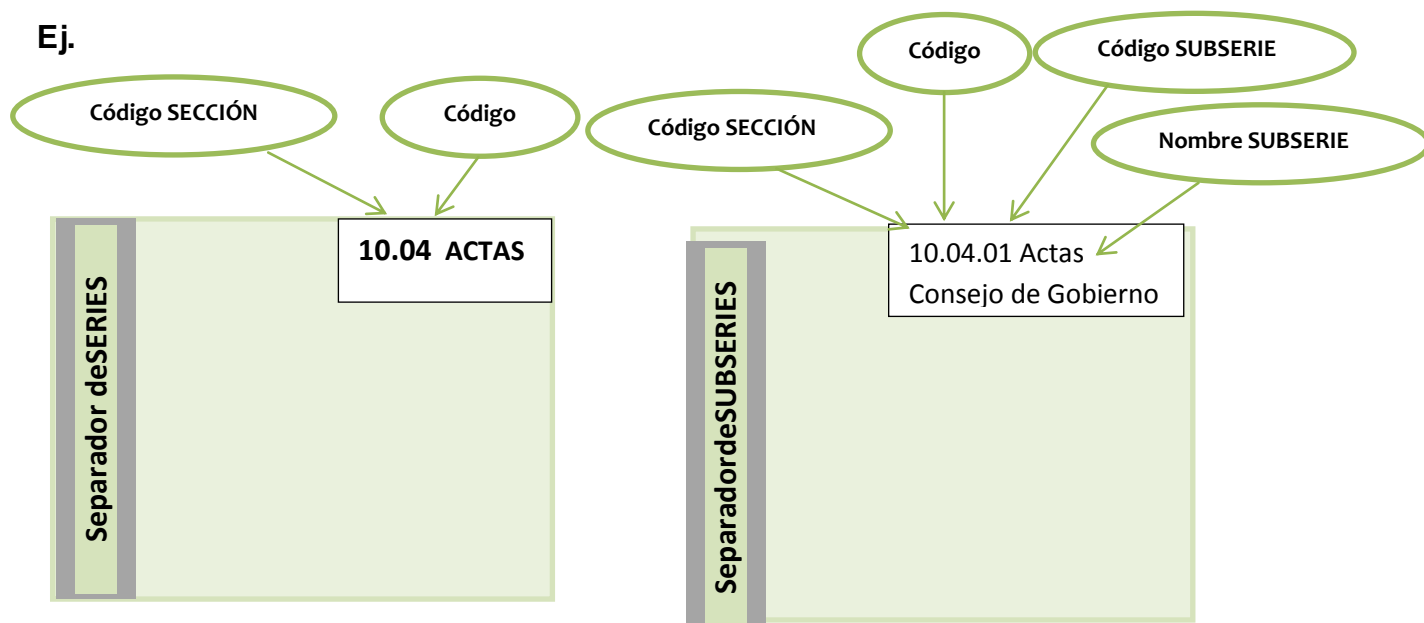 Ej.
Código SECCIÓN
Código
Código SECCIÓN
Código
Código SUBSERIE
Nombre SUBSERIE
10.04 ACTAS
Separador deSERIES
10.04.01 Actas
Consejo de Gobierno
SeparadordeSUBSERIES